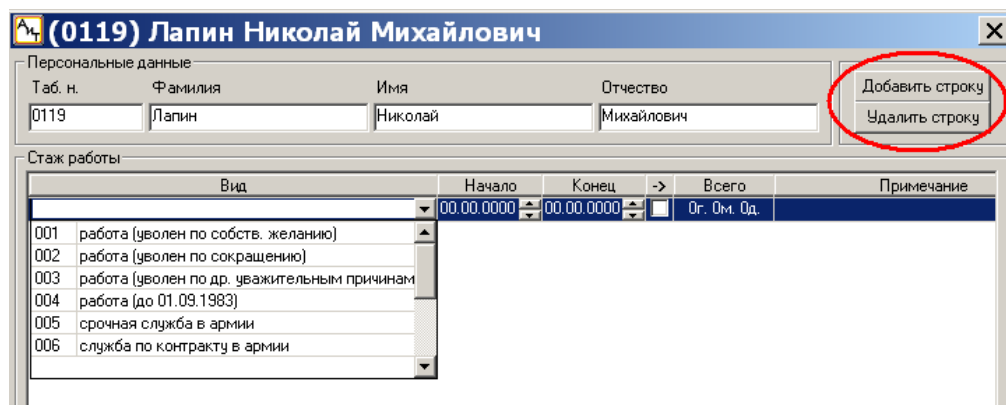 (0119) Лапин Николай Михайлович
Персональные данные
Таб. н. Фамилия Имя Отчество
0119 Лапин Николай Михайлович
Добавить строку
Удалить строку
Стаж работы
Вид Начало Конец -> Всего Примечание
00.00.0000 00.00.0000 0г. 0м. 0д.
001 работа (уволен по собств. желанию)
002 работа (уволен по сокращению)
003 работа (уволен по др. уважительным причинам
004 работа (до 01.09.1983)
005 срочная служба в армии
006 служба по контракту в армии